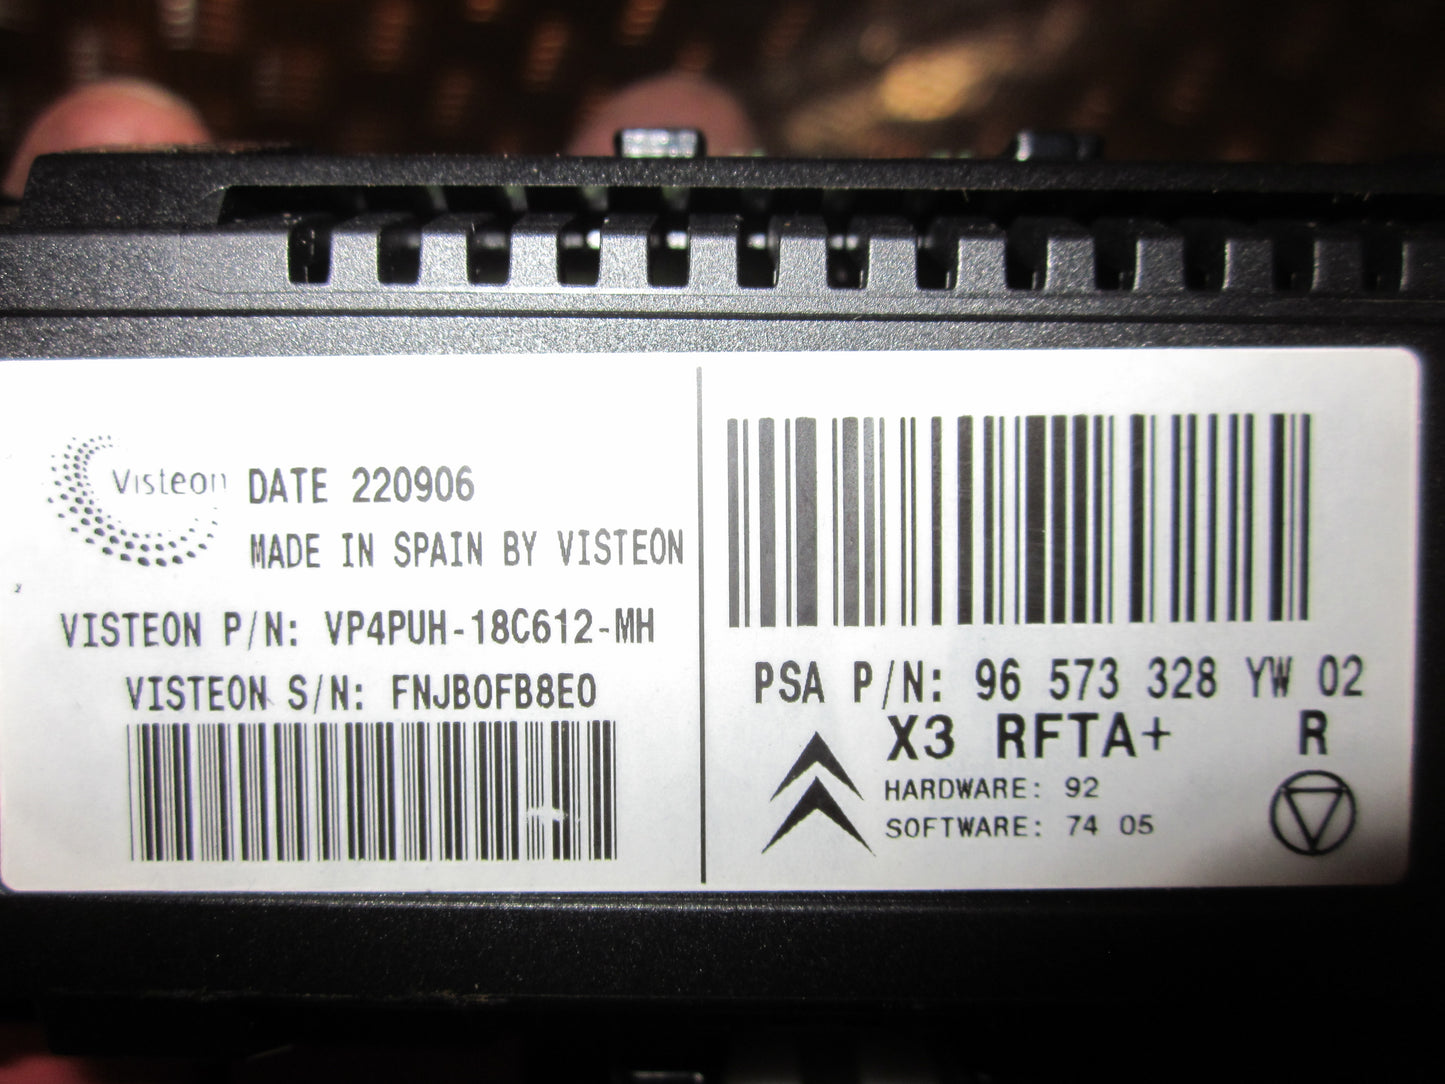 Visteon
DATE 220906
MADE IN SPAIN BY VISTEON
VISTEON P/N: VP4PUH-18C612-MH
VISTEON S/N: FNJB0FB8E0
PSA P/N: 96 573 328 YW 02
X3 RFTA+ R
HARDWARE: 92
SOFTWARE: 74 05